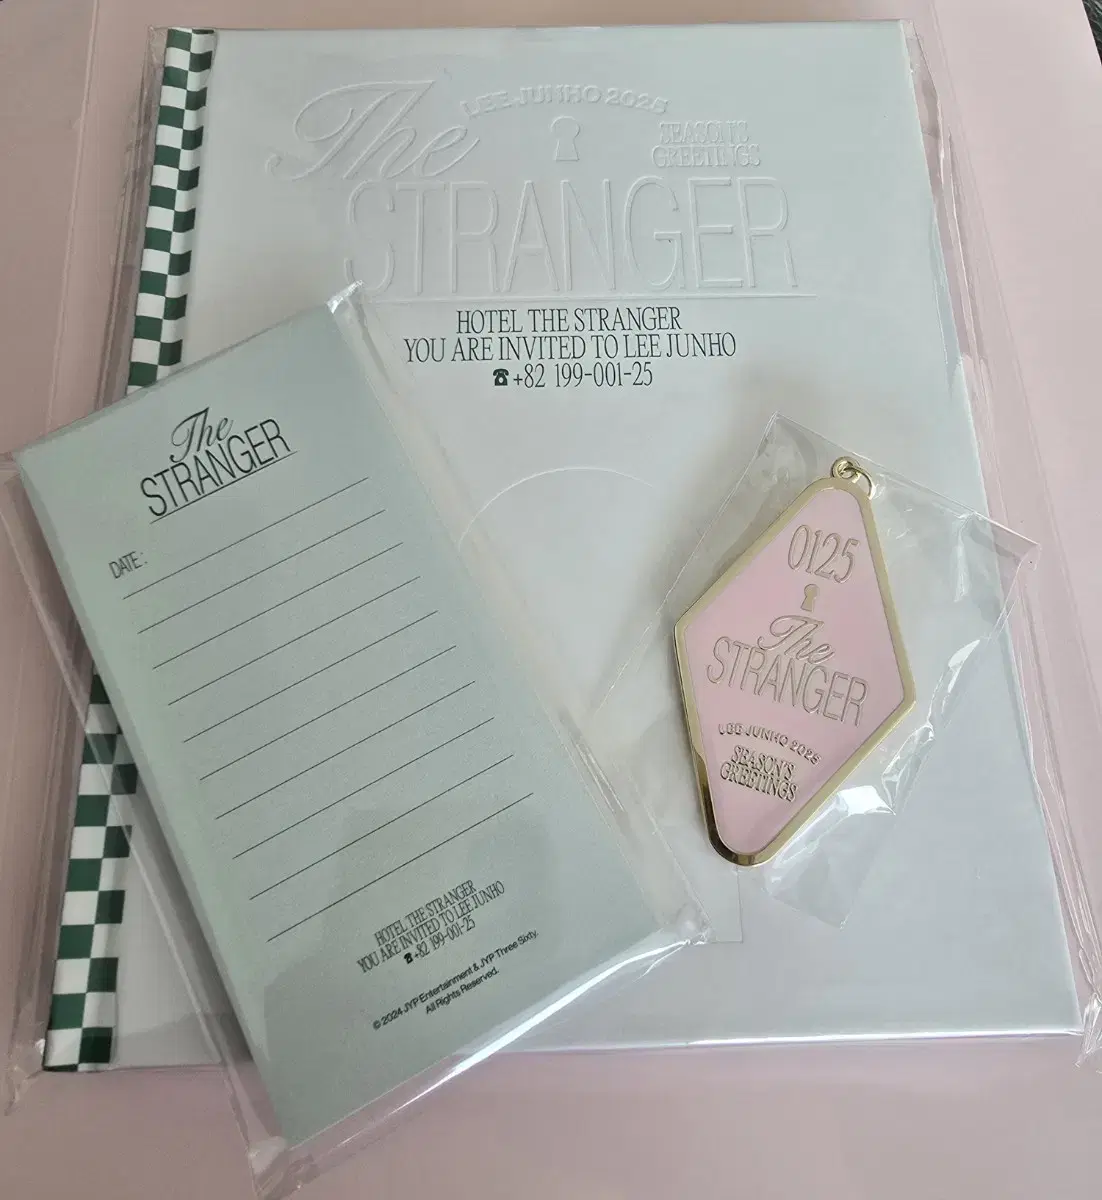 LEE JUNHO 2025
The
SEASON'S
GREETINGS
STRANGER
HOTEL THE STRANGER
YOU ARE INVITED TO LEE JUNHO
☎+82 199-001-25
The
STRANGER
DATE :
HOTEL THE STRANGER
YOU ARE INVITED TO LEE JUNHO
☎+82 199-001-25
© 2024 JYP Entertainment & JYP Three Sixty.
All Rights Reserved.
0125
The
STRANGER
LEE JUNHO 2025
SEASON'S
GREETINGS